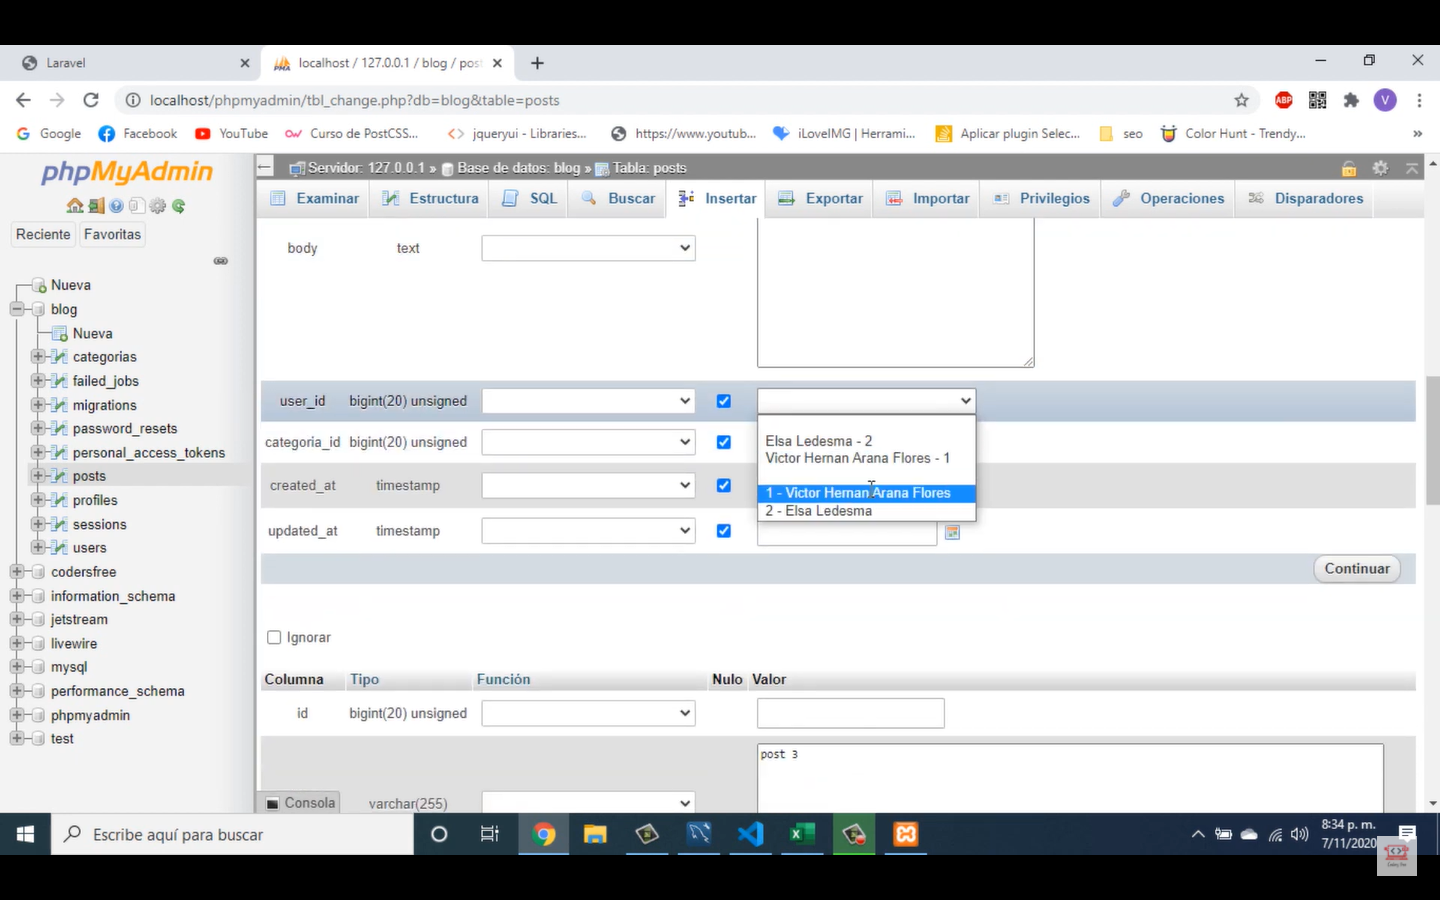 Laravel
localhost / 127.0.0.1 / blog / pos
localhost/phpmyadmin/tbl_change.php?db=blog&table=posts
ABP
V
Google
Facebook
YouTube
Curso de PostCSS...
jqueryui - Libraries...
https://www.youtub...
iLoveIMG | Herrami...
Aplicar plugin Selec...
seo
Color Hunt - Trendy...
»
phpMyAdmin
Reciente
Favoritas
Nueva
blog
Nueva
categorias
failed_jobs
migrations
password_resets
personal_access_tokens
posts
profiles
sessions
users
codersfree
information_schema
jetstream
livewire
mysql
performance_schema
phpmyadmin
test
Servidor: 127.0.0.1 » Base de datos: blog » Tabla: posts
Examinar
Estructura
SQL
Buscar
Insertar
Exportar
Importar
Privilegios
Operaciones
Disparadores
body text
user_id bigint(20) unsigned
categoria_id bigint(20) unsigned
created_at timestamp
updated_at timestamp
Elsa Ledesma - 2
Victor Hernan Arana Flores - 1
1 - Victor Hernan Arana Flores
2 - Elsa Ledesma
Continuar
Ignorar
Columna Tipo Función Nulo Valor
id bigint(20) unsigned
post 3
Consola
varchar(255)
Escribe aquí para buscar
8:34 p. m.
7/11/2020